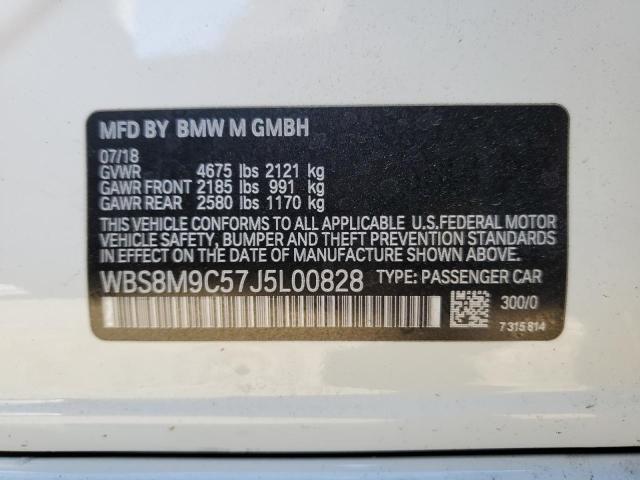 MFD BY BMW M GMBH
07/18
GVWR 4675 lbs 2121 kg
GAWR FRONT 2185 lbs 991 kg
GAWR REAR 2580 lbs 1170 kg
THIS VEHICLE CONFORMS TO ALL APPLICABLE U.S.FEDERAL MOTOR
VEHICLE SAFETY, BUMPER AND THEFT PREVENTION STANDARDS
IN EFFECT ON THE DATE OF MANUFACTURE SHOWN ABOVE.
WBS8M9C57J5L00828 TYPE: PASSENGER CAR
300/0
7 315 814